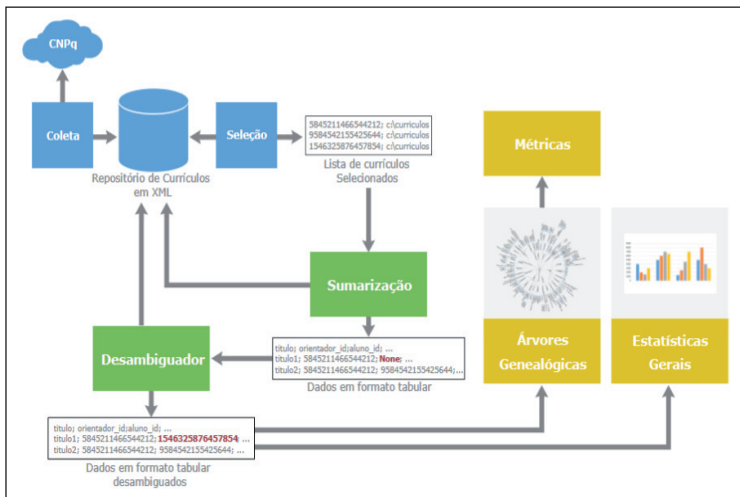 CNPq
Coleta
Seleção
5845211466544212; c\curriculos
9584542155425644; c\curriculos
1546325876457854; c\curriculos
Repositório de Currículos
em XML
Lista de currículos
Selecionados
Métricas
Sumarização
Desambiguador
titulo; orientador_id;aluno_id; ...
titulo1; 5845211466544212; None; ...
titulo2; 5845211466544212; 9584542155425644;...
Dados em formato tabular
Árvores
Genealógicas
Estatísticas
Gerais
titulo; orientador_id;aluno_id; ...
titulo1; 5845211466544212; 1546325876457854; ...
titulo2; 5845211466544212; 9584542155425644; ...
Dados em formato tabular
desambiguados